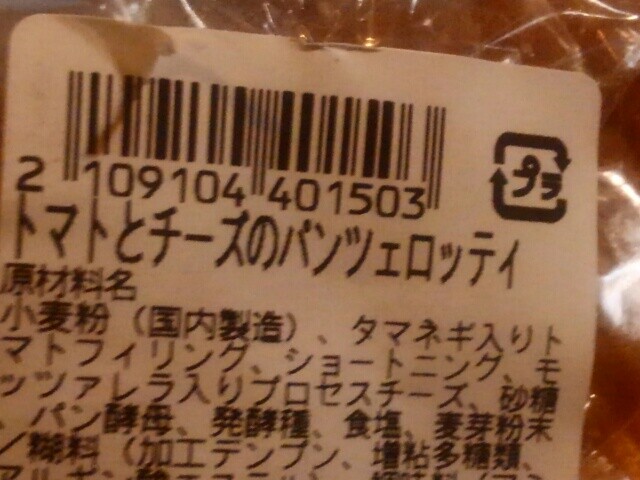 2 109104 401503
プラ
トマトとチーズのパンツェロッティ
原材料名
小麦粉（国内製造）、タマネギ入りト
マトフィリング、ショートニング、モ
ッツァレラ入りプロセスチーズ、砂糖
、パン酵母、発酵種、食塩、麦芽粉末
／糊料（加工デンプン、増粘多糖類、